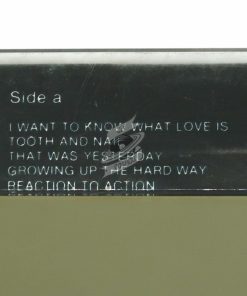 Side a
I WANT TO KNOW WHAT LOVE IS
TOOTH AND NAIL
THAT WAS YESTERDAY
GROWING UP THE HARD WAY
REACTION TO ACTION